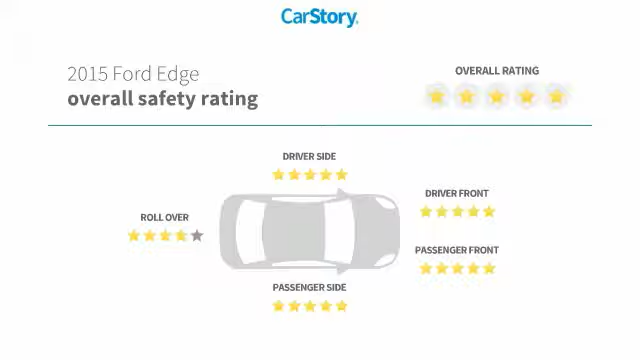 CarStory.
2015 Ford Edge
overall safety rating
OVERALL RATING
DRIVER SIDE
DRIVER FRONT
ROLL OVER
PASSENGER FRONT
PASSENGER SIDE